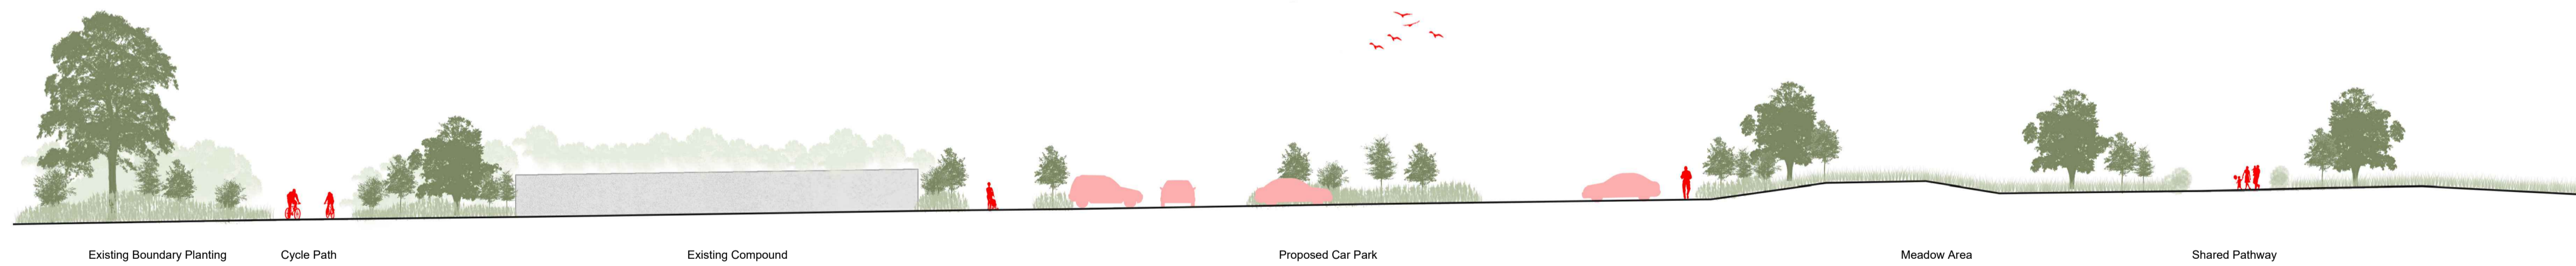 Existing Boundary Planting
Cycle Path
Existing Compound
Proposed Car Park
Meadow Area
Shared Pathway